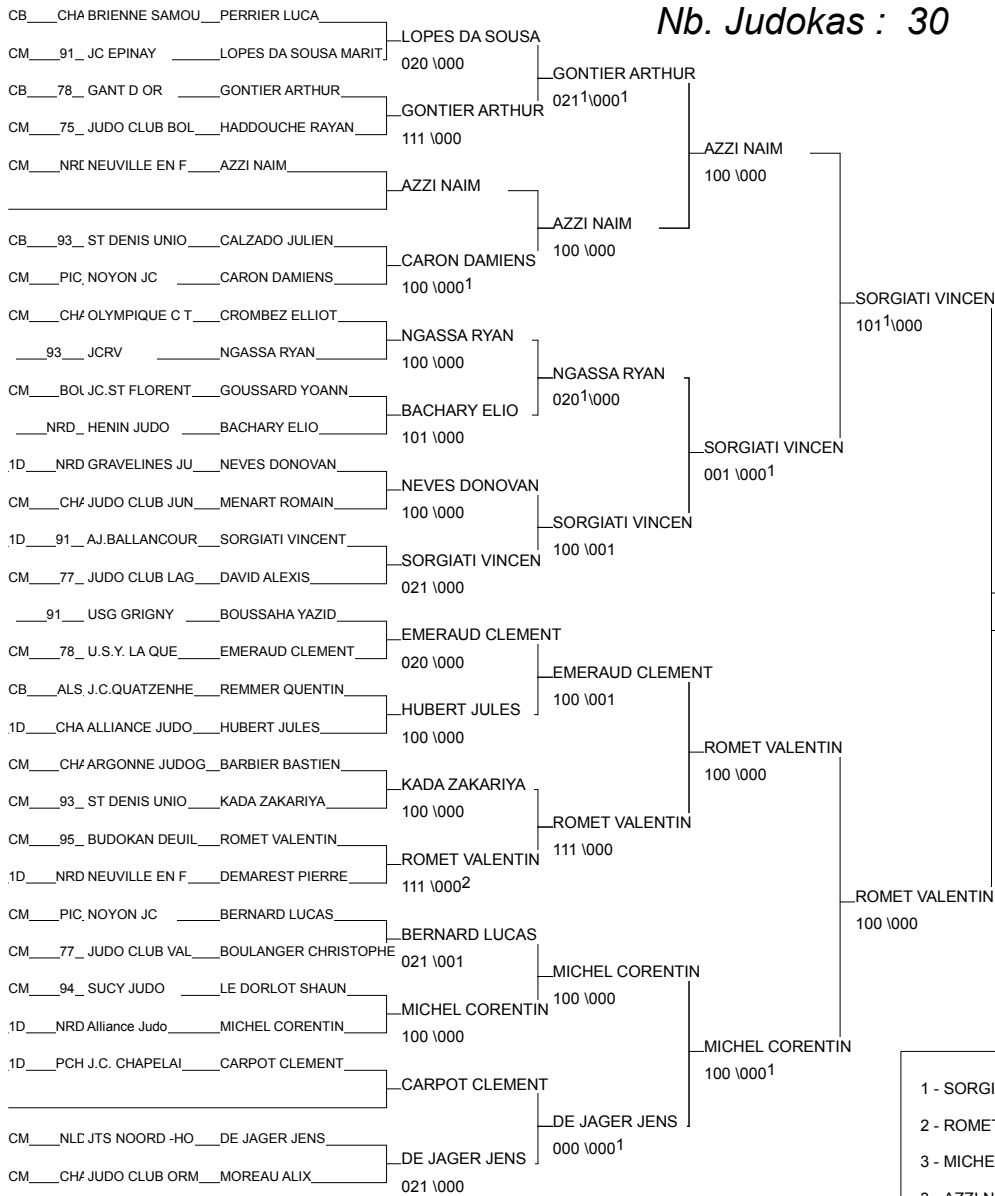 Nb. Judokas : 30
CB CHA BRIENNE SAMOU PERRIER LUCA
LOPES DA SOUSA
020 \000
CM 91 JC EPINAY LOPES DA SOUSA MARIT
GONTIER ARTHUR
021¹\000¹
CB 78 GANT D OR GONTIER ARTHUR
GONTIER ARTHUR
111 \000
CM 75 JUDO CLUB BOL HADDOUCHE RAYAN
AZZI NAIM
100 \000
CM NRD NEUVILLE EN F AZZI NAIM
AZZI NAIM
AZZI NAIM
100 \000
CB 93 ST DENIS UNIO CALZADO JULIEN
CARON DAMIENS
100 \000¹
CM PIC NOYON JC CARON DAMIENS
SORGIATI VINCEN
101¹\000
CM CHA OLYMPIQUE C T CROMBEZ ELLIOT
NGASSA RYAN
100 \000
93 JCRV NGASSA RYAN
NGASSA RYAN
020¹\000
CM BOU JC.ST FLORENT GOUSSARD YOANN
BACHARY ELIO
101 \000
NRD HENIN JUDO BACHARY ELIO
SORGIATI VINCEN
001 \000¹
1D NRD GRAVELINES JU NEVES DONOVAN
NEVES DONOVAN
100 \000
CM CHA JUDO CLUB JUN MENART ROMAIN
SORGIATI VINCEN
100 \001
1D 91 AJ.BALLANCOUR SORGIATI VINCENT
SORGIATI VINCEN
021 \000
CM 77 JUDO CLUB LAG DAVID ALEXIS
91 USG GRIGNY BOUSSAHA YAZID
EMERAUD CLEMENT
020 \000
CM 78 U.S.Y. LA QUE EMERAUD CLEMENT
EMERAUD CLEMENT
100 \001
CB ALS J.C.QUATZENHE REMMER QUENTIN
HUBERT JULES
100 \000
1D CHA ALLIANCE JUDO HUBERT JULES
ROMET VALENTIN
100 \000
CM CHA ARGONNE JUDOG BARBIER BASTIEN
KADA ZAKARIYA
100 \000
CM 93 ST DENIS UNIO KADA ZAKARIYA
ROMET VALENTIN
111 \000
CM 95 BUDOKAN DEUIL ROMET VALENTIN
ROMET VALENTIN
111 \000²
1D NRD NEUVILLE EN F DEMAREST PIERRE
ROMET VALENTIN
100 \000
CM PIC NOYON JC BERNARD LUCAS
BERNARD LUCAS
021 \001
CM 77 JUDO CLUB VAL BOULANGER CHRISTOPHE
MICHEL CORENTIN
100 \000
CM 94 SUCY JUDO LE DORLOT SHAUN
MICHEL CORENTIN
100 \000
1D NRD Alliance Judo MICHEL CORENTIN
MICHEL CORENTIN
100 \000¹
1D PCH J.C. CHAPELAI CARPOT CLEMENT
CARPOT CLEMENT
DE JAGER JENS
000 \000¹
CM NLD JTS NOORD -HO DE JAGER JENS
DE JAGER JENS
021 \000
CM CHA JUDO CLUB ORM MOREAU ALIX
1 - SORGI
2 - ROMET
3 - MICHE